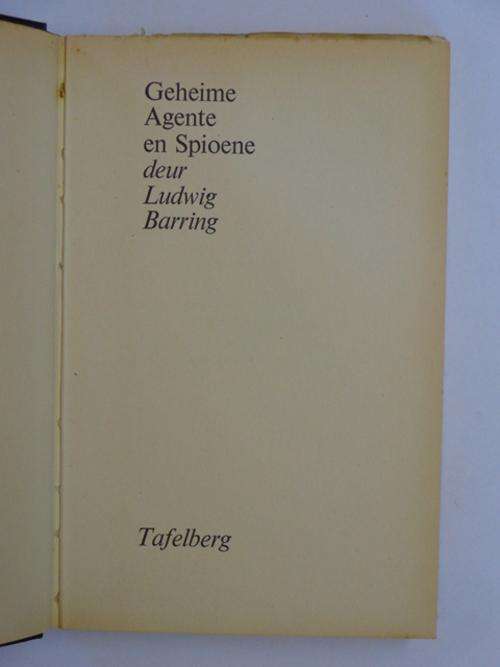 Geheime
Agente
en Spioene
deur
Ludwig
Barring
Tafelberg